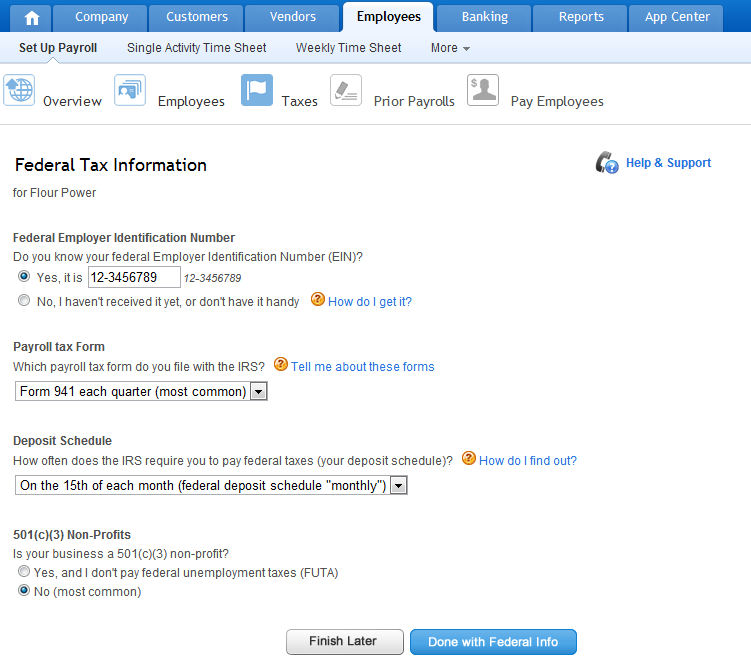 Company Customers Vendors Employees Banking Reports App Center
Set Up Payroll Single Activity Time Sheet Weekly Time Sheet More
Overview Employees Taxes Prior Payrolls $ Pay Employees
Federal Tax Information
? Help & Support
for Flour Power
Federal Employer Identification Number
Do you know your federal Employer Identification Number (EIN)?
Yes, it is 12-3456789 12-3456789
No, I haven't received it yet, or don't have it handy ? How do I get it?
Payroll tax Form
Which payroll tax form do you file with the IRS? ? Tell me about these forms
Form 941 each quarter (most common)
Deposit Schedule
How often does the IRS require you to pay federal taxes (your deposit schedule)? ? How do I find out?
On the 15th of each month (federal deposit schedule "monthly")
501(c)(3) Non-Profits
Is your business a 501(c)(3) non-profit?
Yes, and I don't pay federal unemployment taxes (FUTA)
No (most common)
Finish Later Done with Federal Info